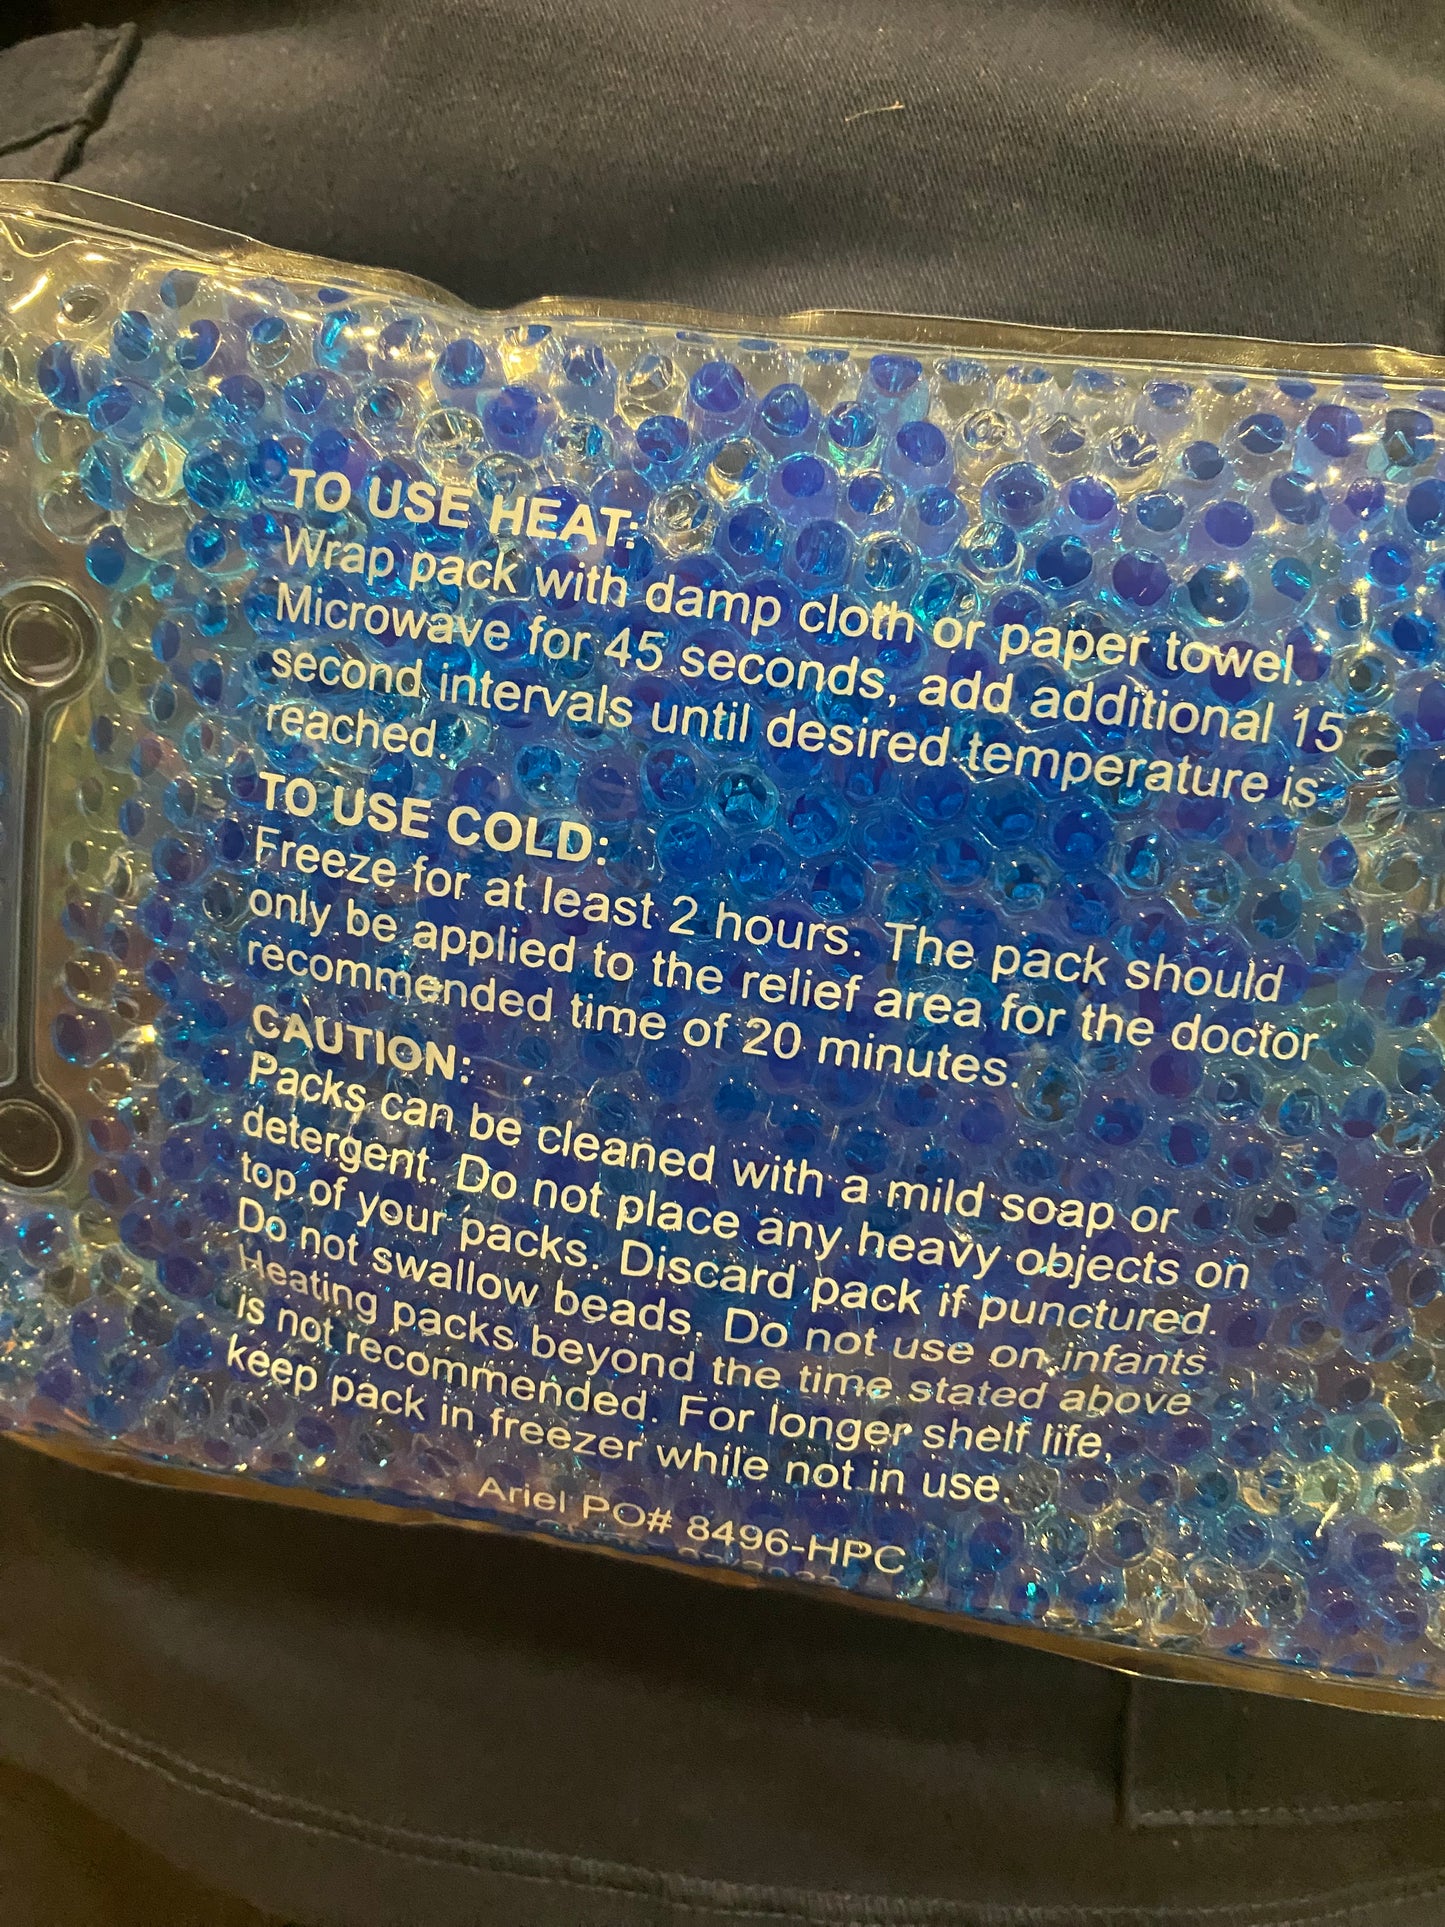 TO USE HEAT:
Wrap pack with damp cloth or paper towel.
Microwave for 45 seconds, add additional 15
second intervals until desired temperature is
reached.
TO USE COLD:
Freeze for at least 2 hours. The pack should
only be applied to the relief area for the doctor
recommended time of 20 minutes.
CAUTION:
Packs can be cleaned with a mild soap or
detergent. Do not place any heavy objects on
top of your packs. Discard pack if punctured.
Do not swallow beads. Do not use on infants.
Heating packs beyond the time stated above
is not recommended. For longer shelf life,
keep pack in freezer while not in use.
Ariel PO# 8496-HPC